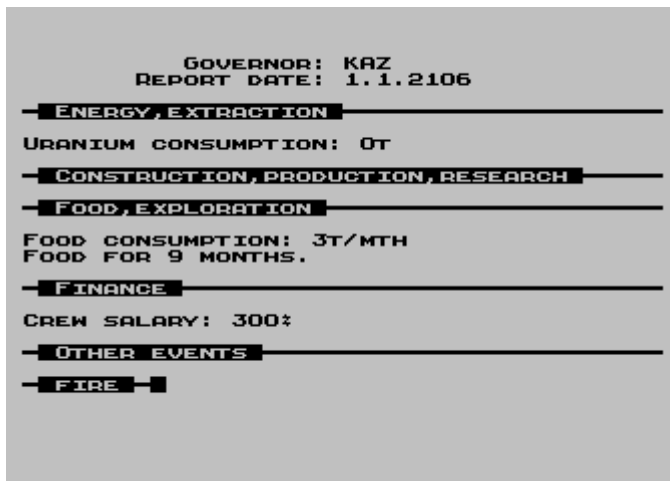 Governor: KAZ
Report date: 1.1.2106
Energy,extraction
Uranium consumption: 0t
Construction,production,research
Food,exploration
Food consumption: 3t/mth
Food for 9 months.
Finance
Crew salary: 300
Other events
FIRE